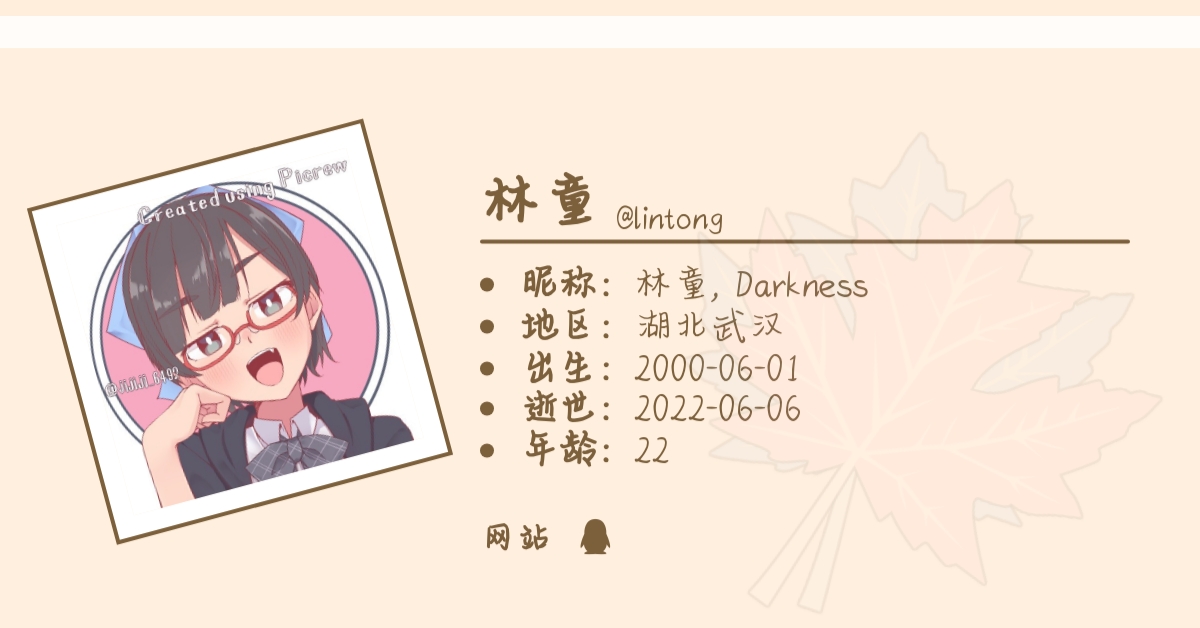 Created using Picrew
@jijiji_6492
林童 @lintong
昵称：林童, Darkness
地区：湖北武汉
出生：2000-06-01
逝世：2022-06-06
年龄：22
网站